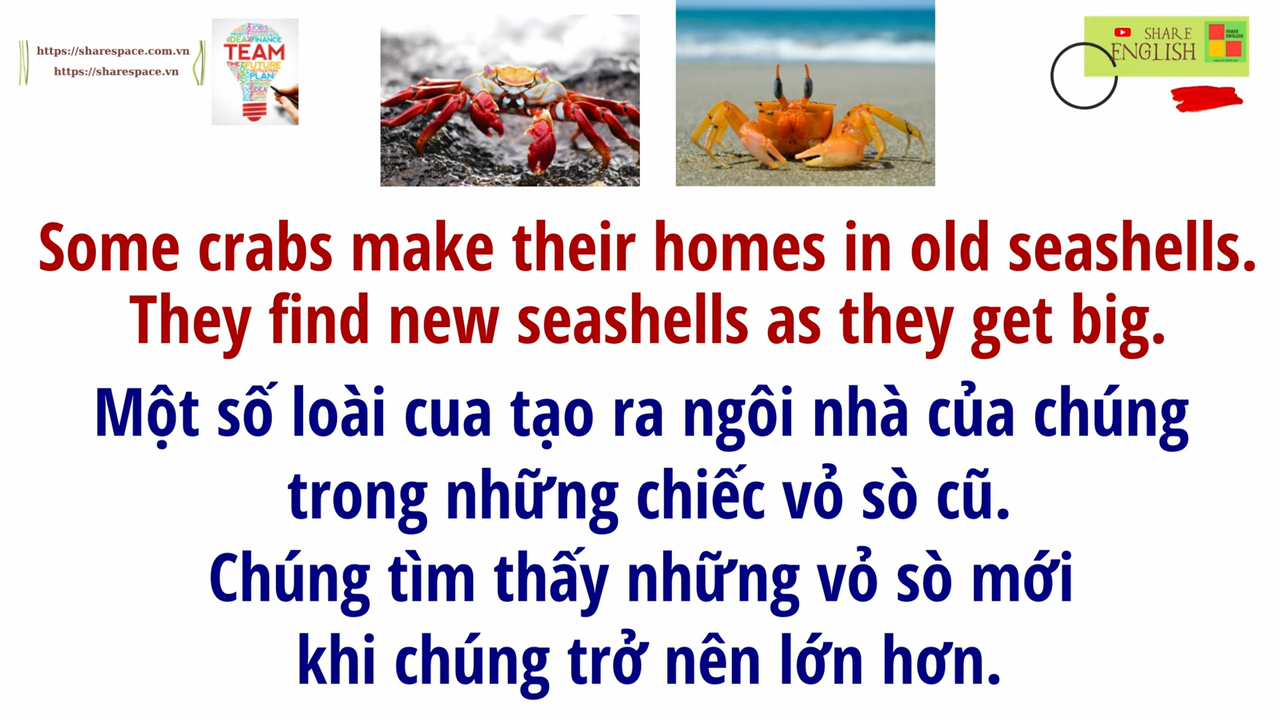 https://sharespace.com.vn
https://sharespace.vn
TEAM
FUTURE
PLAN
SHARE
ENGLISH
Some crabs make their homes in old seashells.
They find new seashells as they get big.
Một số loài cua tạo ra ngôi nhà của chúng
trong những chiếc vỏ sò cũ.
Chúng tìm thấy những vỏ sò mới
khi chúng trở nên lớn hơn.